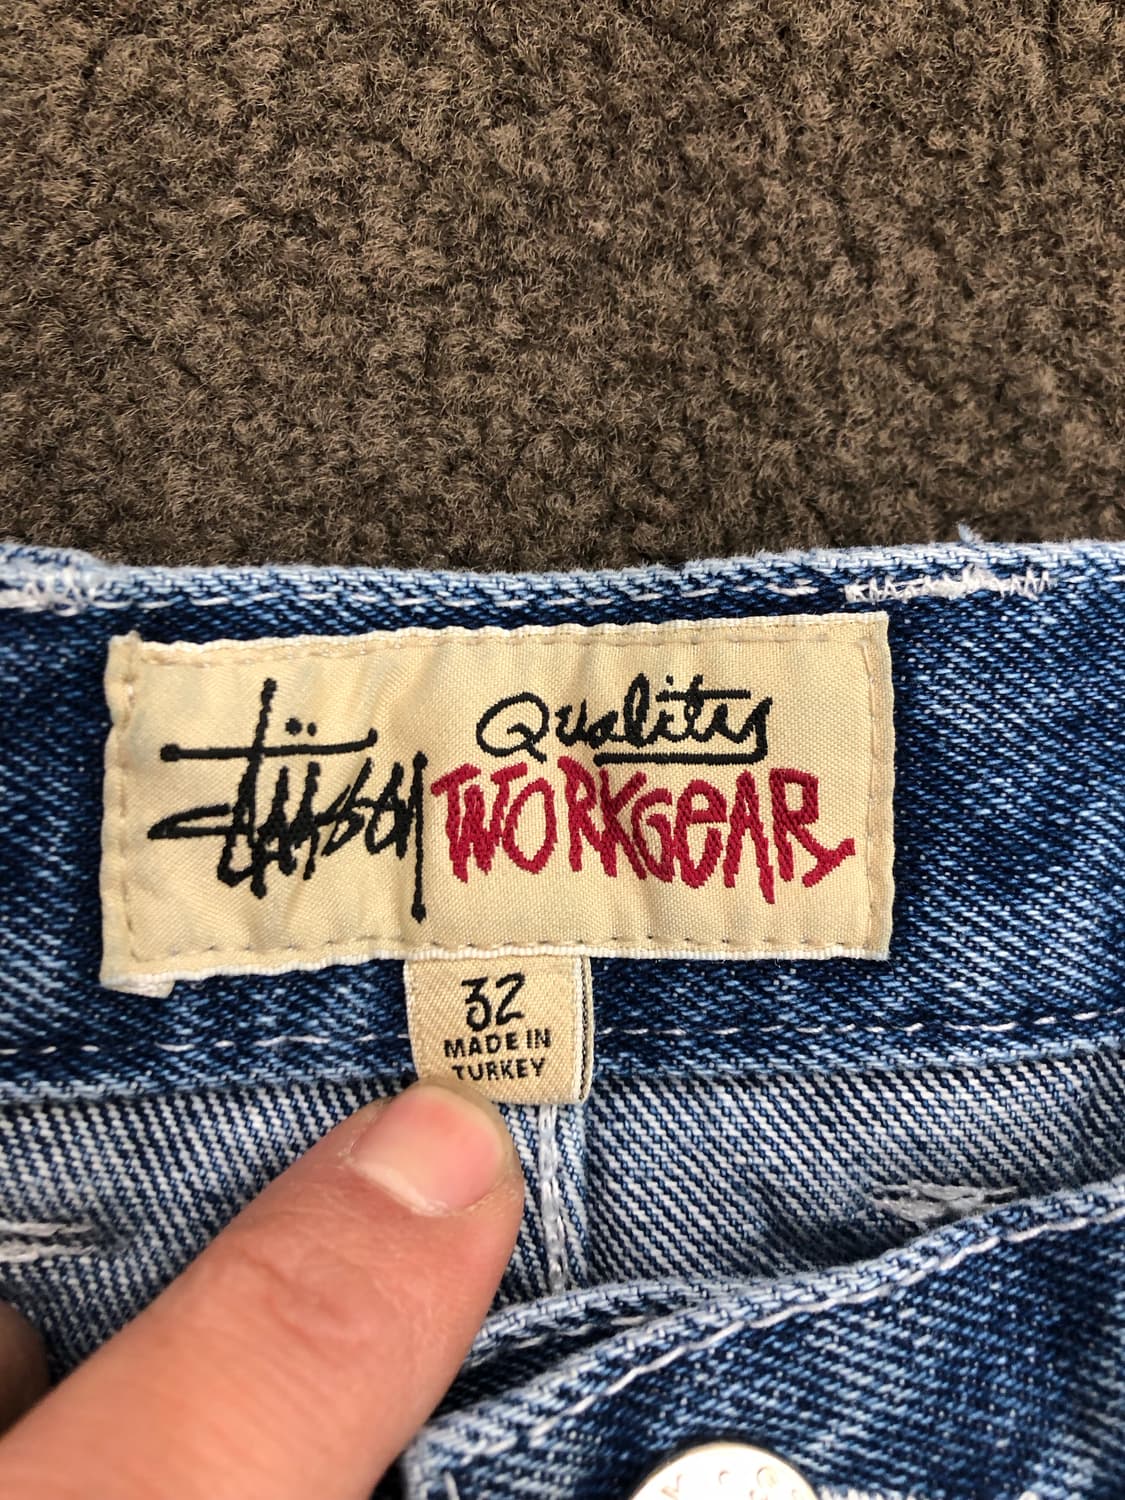 Stüssy Quality
WORKGEAR
32
MADE IN
TURKEY